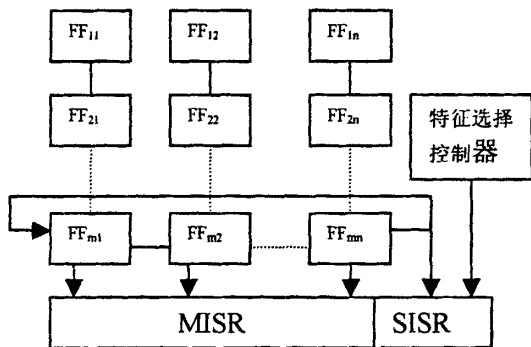 FF₁₁ FF₁₂ FF₁ₙ
FF₂₁ FF₂₂ FF₂ₙ
特征选择
控制器
FFₘ₁ FFₘ₂ FFₘₙ
MISR SISR